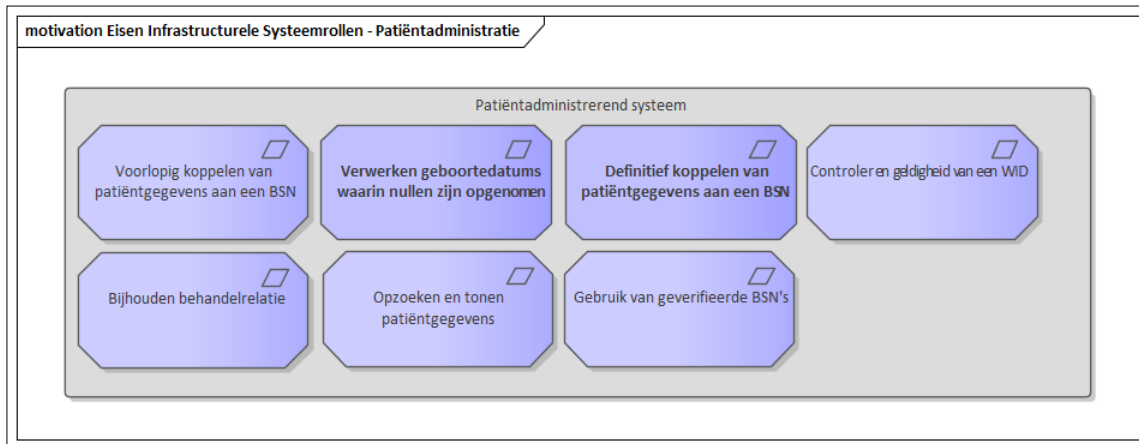 motivation Eisen Infrastructurele Systeemrollen - Patiëntadministratie
Patiëntadministrerend systeem
Voorlopig koppelen van
patiëntgegevens aan een BSN
Verwerken geboortedatums
waarin nullen zijn opgenomen
Definitief koppelen van
patiëntgegevens aan een BSN
Controleren geldigheid van een WID
Bijhouden behandelrelatie
Opzoeken en tonen
patiëntgegevens
Gebruik van geverifieerde BSN's